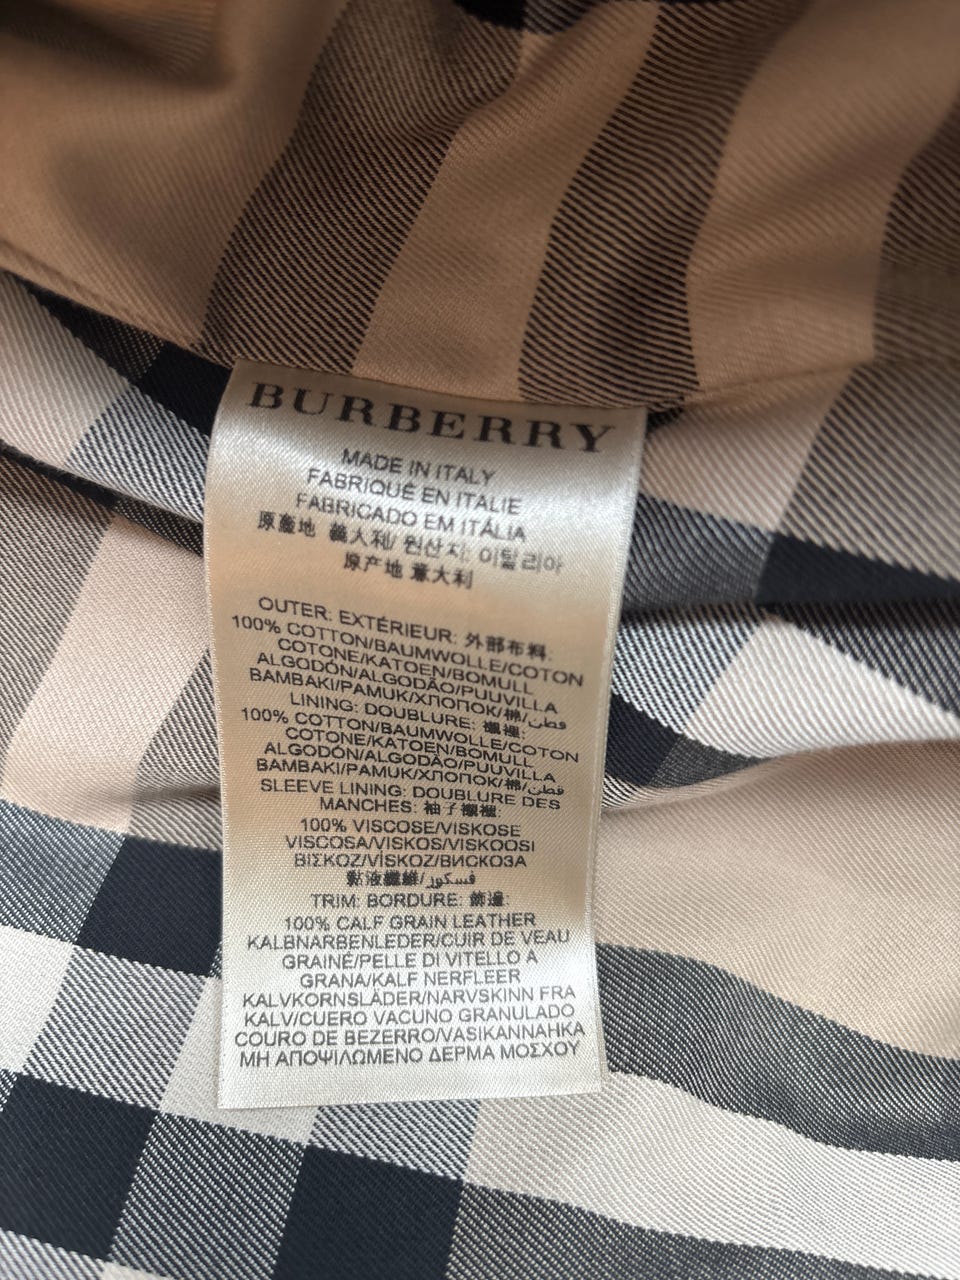 BURBERRY
MADE IN ITALY
FABRIQUÉ EN ITALIE
FABRICADO EM ITÁLIA
原產地 義大利/ 원산지: 이탈리아
原产地 意大利
OUTER: EXTÉRIEUR: 外部布料:
100% COTTON/BAUMWOLLE/COTON
COTONE/KATOEN/BOMULL
ALGODÓN/ALGODÃO/PUUVILLA
BAMBAKI/PAMUK/ХЛОПОК/棉/قطن
LINING: DOUBLURE: 襯裡:
100% COTTON/BAUMWOLLE/COTON
COTONE/KATOEN/BOMULL
ALGODÓN/ALGODÃO/PUUVILLA
BAMBAKI/PAMUK/ХЛОПОК/棉/قطن
SLEEVE LINING: DOUBLURE DES
MANCHES: 袖子襯裡:
100% VISCOSE/VISKOSE
VISCOSA/VISKOS/VISKOOSI
ΒΙΣΚΟΖ/VİSKOZ/ВИСКОЗА
黏液纖維/فسكوز
TRIM: BORDURE: 飾邊:
100% CALF GRAIN LEATHER
KALBNARBENLEDER/CUIR DE VEAU
GRAINÉ/PELLE DI VITELLO A
GRANA/KALF NERFLEER
KALVKORNSLÄDER/NARVSKINN FRA
KALV/CUERO VACUNO GRANULADO
COURO DE BEZERRO/VASIKANNAHKA
ΜΗ ΑΠΟΨΙΛΩΜΕΝΟ ΔΕΡΜΑ ΜΟΣΧΟΥ